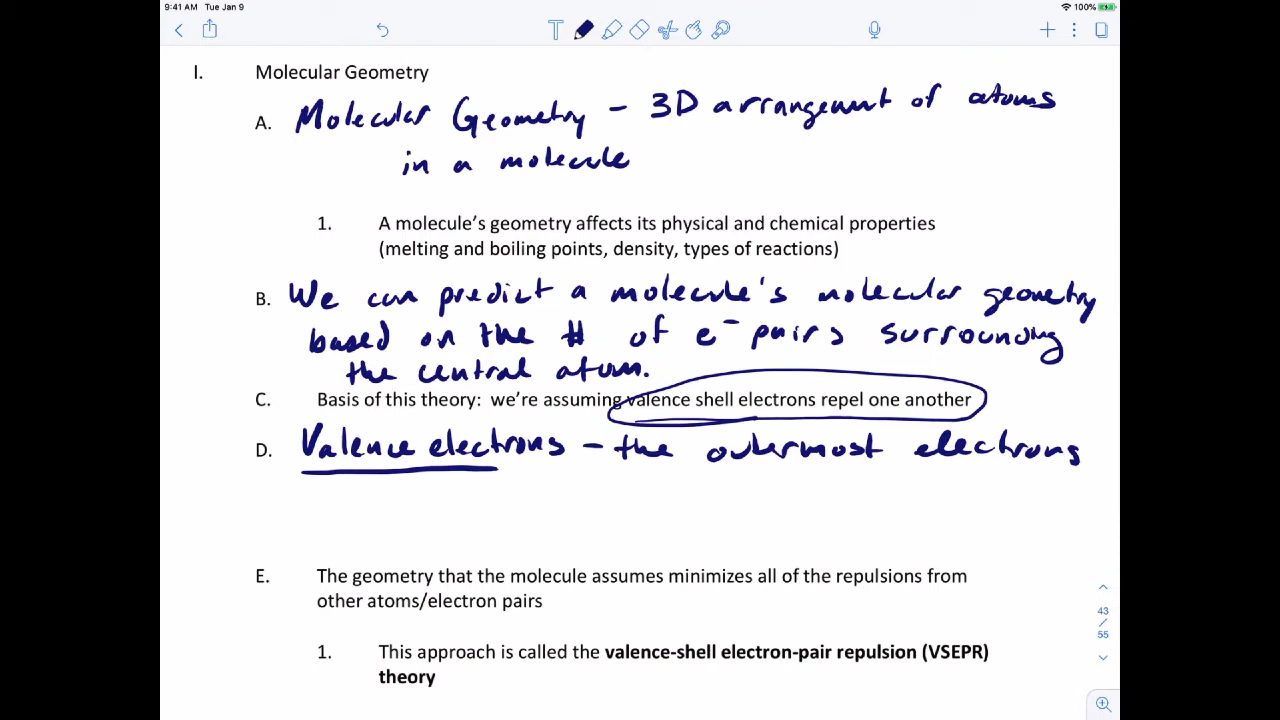 9:41 AM Tue Jan 9
100%
I. Molecular Geometry
A. Molecular Geometry - 3D arrangement of atoms
in a molecule
1. A molecule's geometry affects its physical and chemical properties
(melting and boiling points, density, types of reactions)
B. We can predict a molecule's molecular geometry
based on the # of e⁻ pairs surrounding
the central atom.
C. Basis of this theory: we're assuming valence shell electrons repel one another
D. Valence electrons - the outermost electrons
E. The geometry that the molecule assumes minimizes all of the repulsions from
other atoms/electron pairs
43
/
55
1. This approach is called the valence-shell electron-pair repulsion (VSEPR)
theory